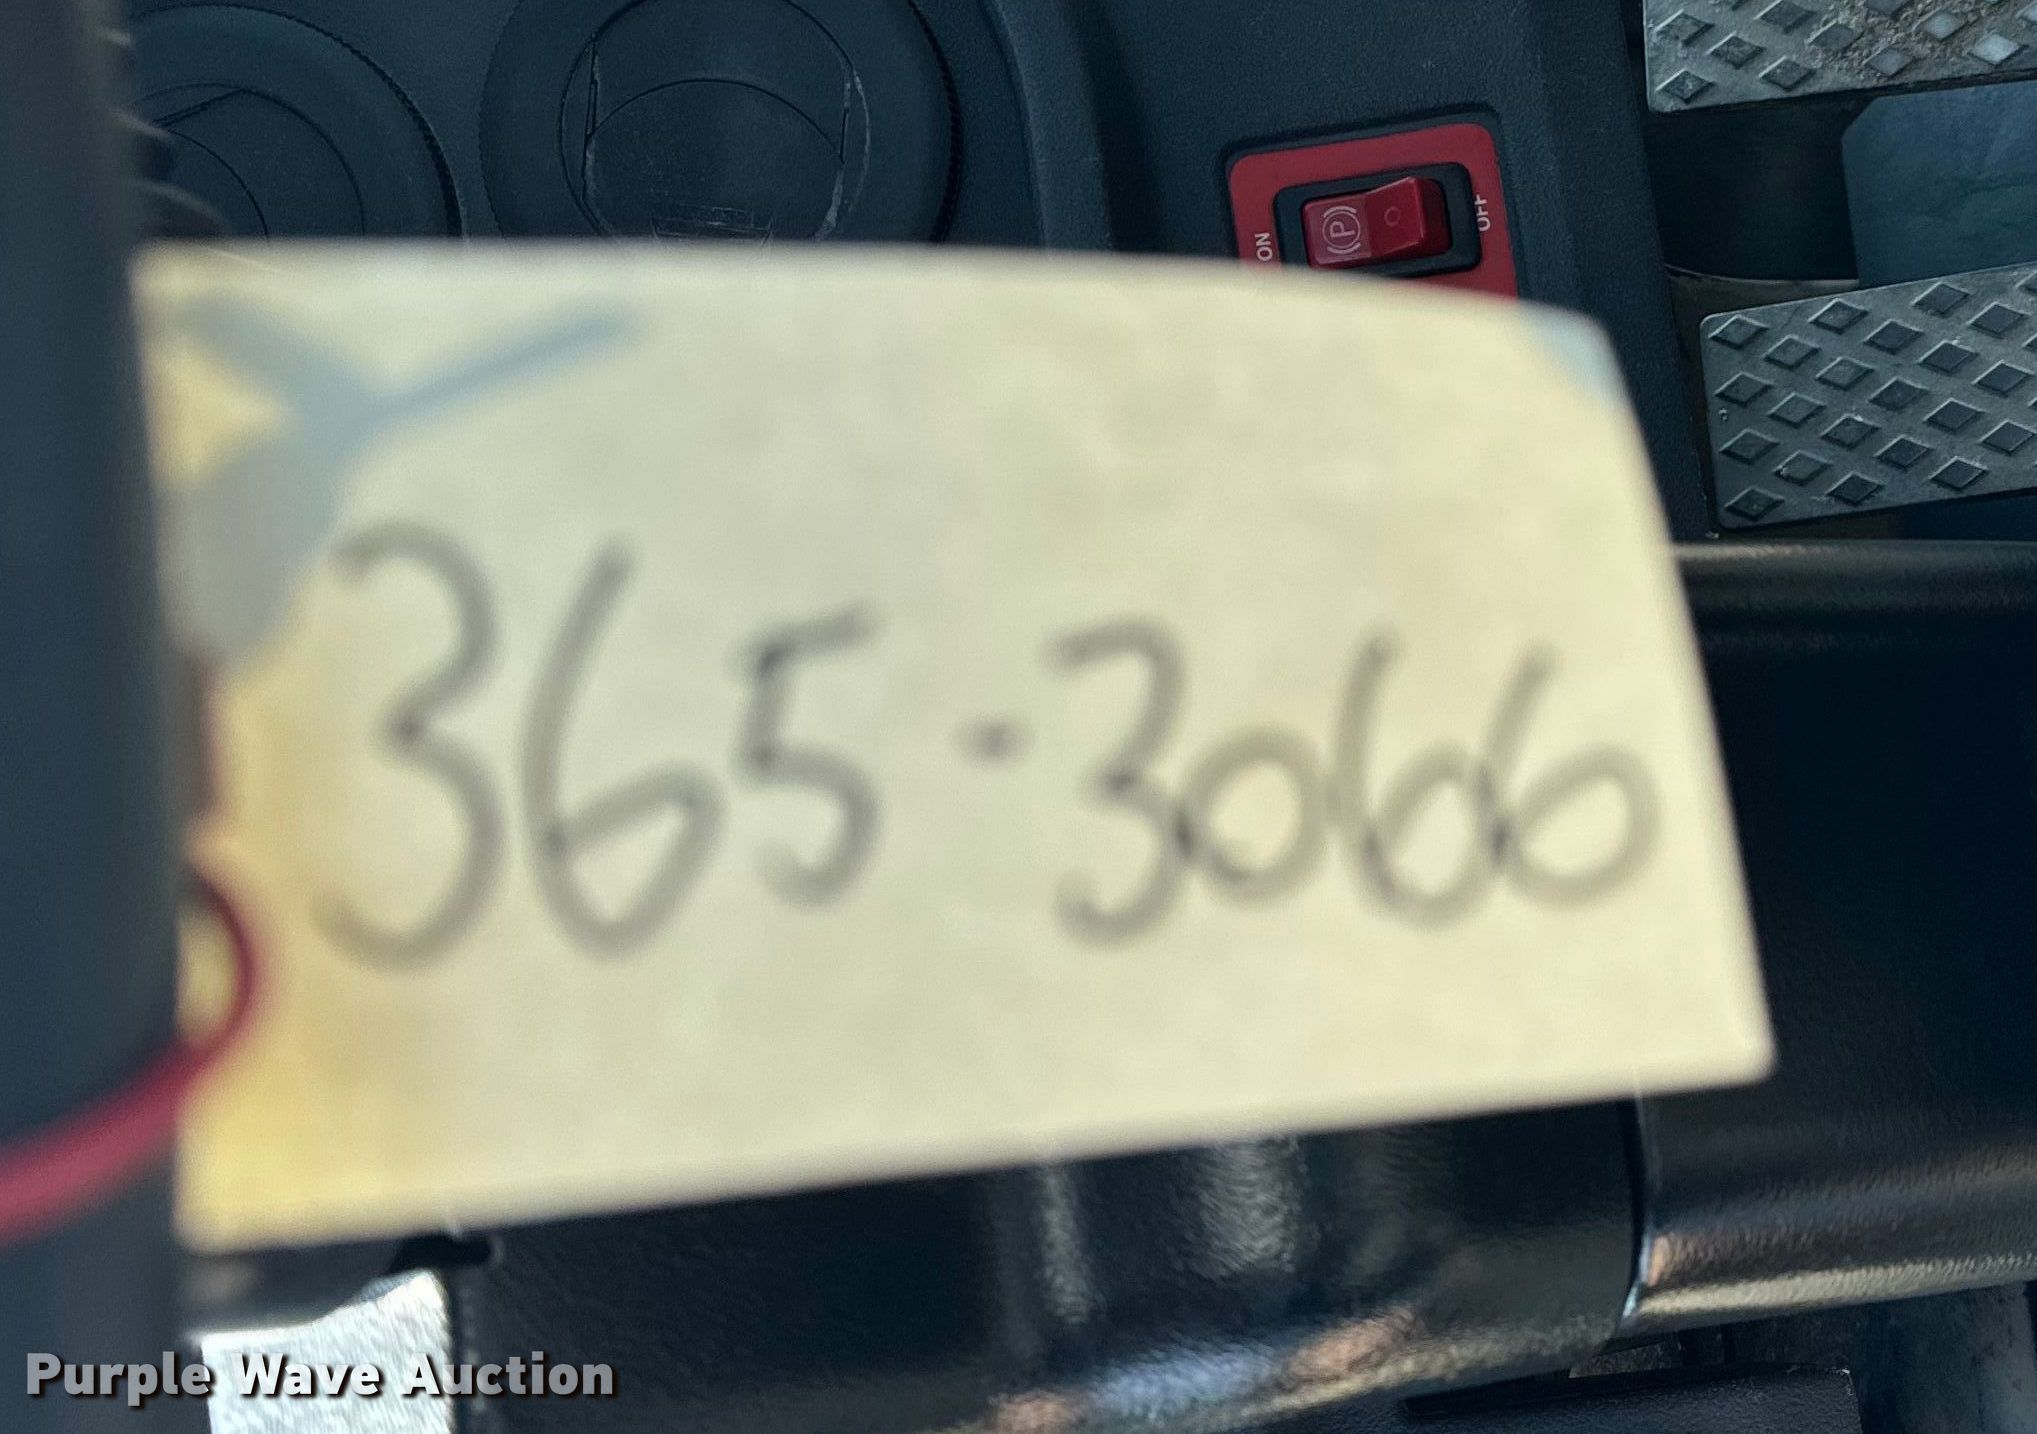 ON
OFF
(P)
365-3066
Purple Wave Auction